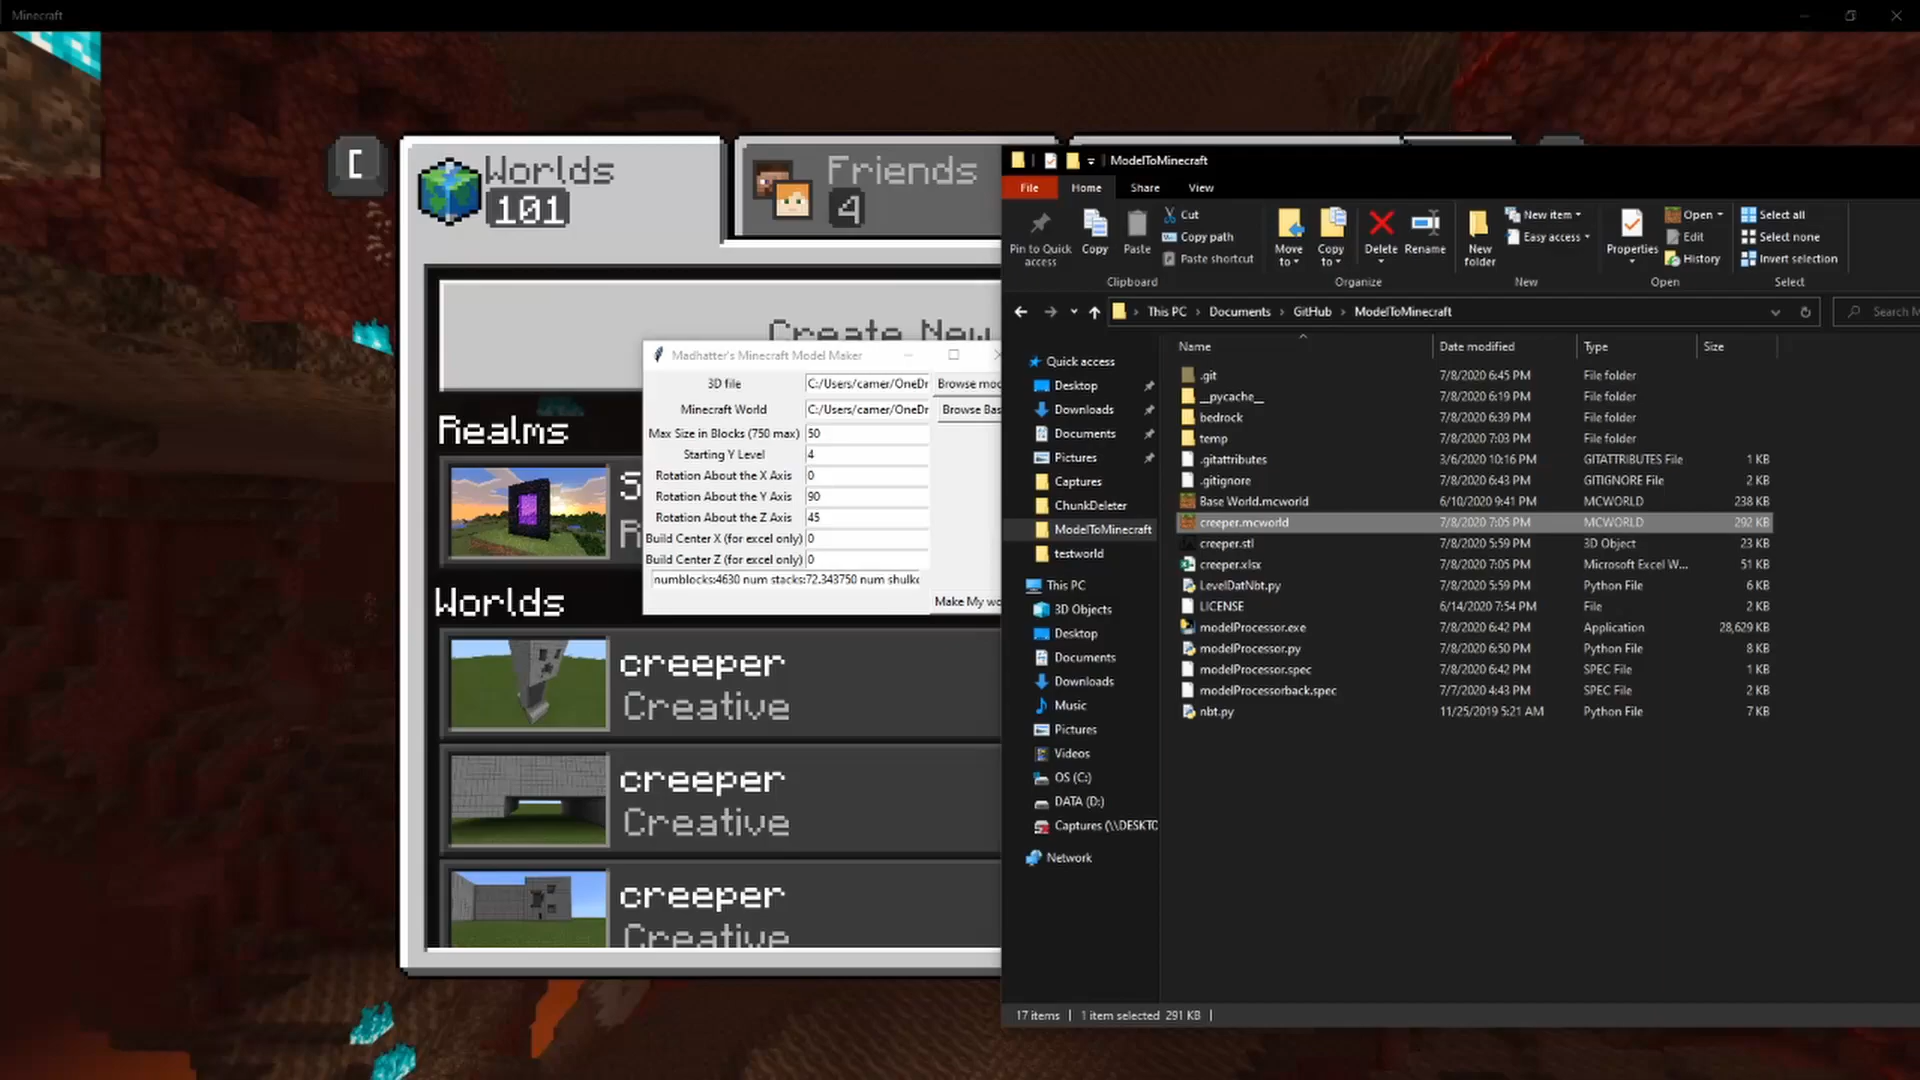 Minecraft
Worlds
101
Friends
4
Create New
Realms
Worlds
creeper
Creative
creeper
Creative
creeper
Creative
Madhatter's Minecraft Model Maker
3D file
C:/Users/camer/OneDr
Browse mod
Minecraft World
C:/Users/camer/OneDr
Browse Bas
Max Size in Blocks (750 max)
50
Starting Y Level
4
Rotation About the X Axis
0
Rotation About the Y Axis
90
Rotation About the Z Axis
45
Build Center X (for excel only)
0
Build Center Z (for excel only)
0
numblocks:4630 num stacks:72.343750 num shulke
Make My wo
ModelToMinecraft
File
Home
Share
View
Pin to Quick
access
Copy
Paste
Cut
Copy path
Paste shortcut
Clipboard
Move
to
Copy
to
Delete
Rename
Organize
New
folder
New item
Easy access
New
Properties
Open
Edit
History
Open
Select all
Select none
Invert selection
Select
This PC
Documents
GitHub
ModelToMinecraft
Search M
Quick access
Desktop
Downloads
Documents
Pictures
Captures
ChunkDeleter
ModelToMinecraft
testworld
This PC
3D Objects
Desktop
Documents
Downloads
Music
Pictures
Videos
OS (C:)
DATA (D:)
Captures (\\DESKTO
Network
Name Date modified Type Size
.git 7/8/2020 6:45 PM File folder
__pycache__ 7/8/2020 6:19 PM File folder
bedrock 7/8/2020 6:39 PM File folder
temp 7/8/2020 7:03 PM File folder
.gitattributes 3/6/2020 10:16 PM GITATTRIBUTES File 1 KB
.gitignore 7/8/2020 6:43 PM GITIGNORE File 2 KB
Base World.mcworld 6/10/2020 9:41 PM MCWORLD 238 KB
creeper.mcworld 7/8/2020 7:05 PM MCWORLD 292 KB
creeper.stl 7/8/2020 5:59 PM 3D Object 23 KB
creeper.xlsx 7/8/2020 7:05 PM Microsoft Excel W... 51 KB
LevelDatNbt.py 7/8/2020 5:59 PM Python File 6 KB
LICENSE 6/14/2020 7:54 PM File 2 KB
modelProcessor.exe 7/8/2020 6:42 PM Application 28,629 KB
modelProcessor.py 7/8/2020 6:50 PM Python File 8 KB
modelProcessor.spec 7/8/2020 6:42 PM SPEC File 1 KB
modelProcessorback.spec 7/7/2020 4:43 PM SPEC File 2 KB
nbt.py 11/25/2019 5:21 AM Python File 7 KB
17 items
1 item selected 291 KB